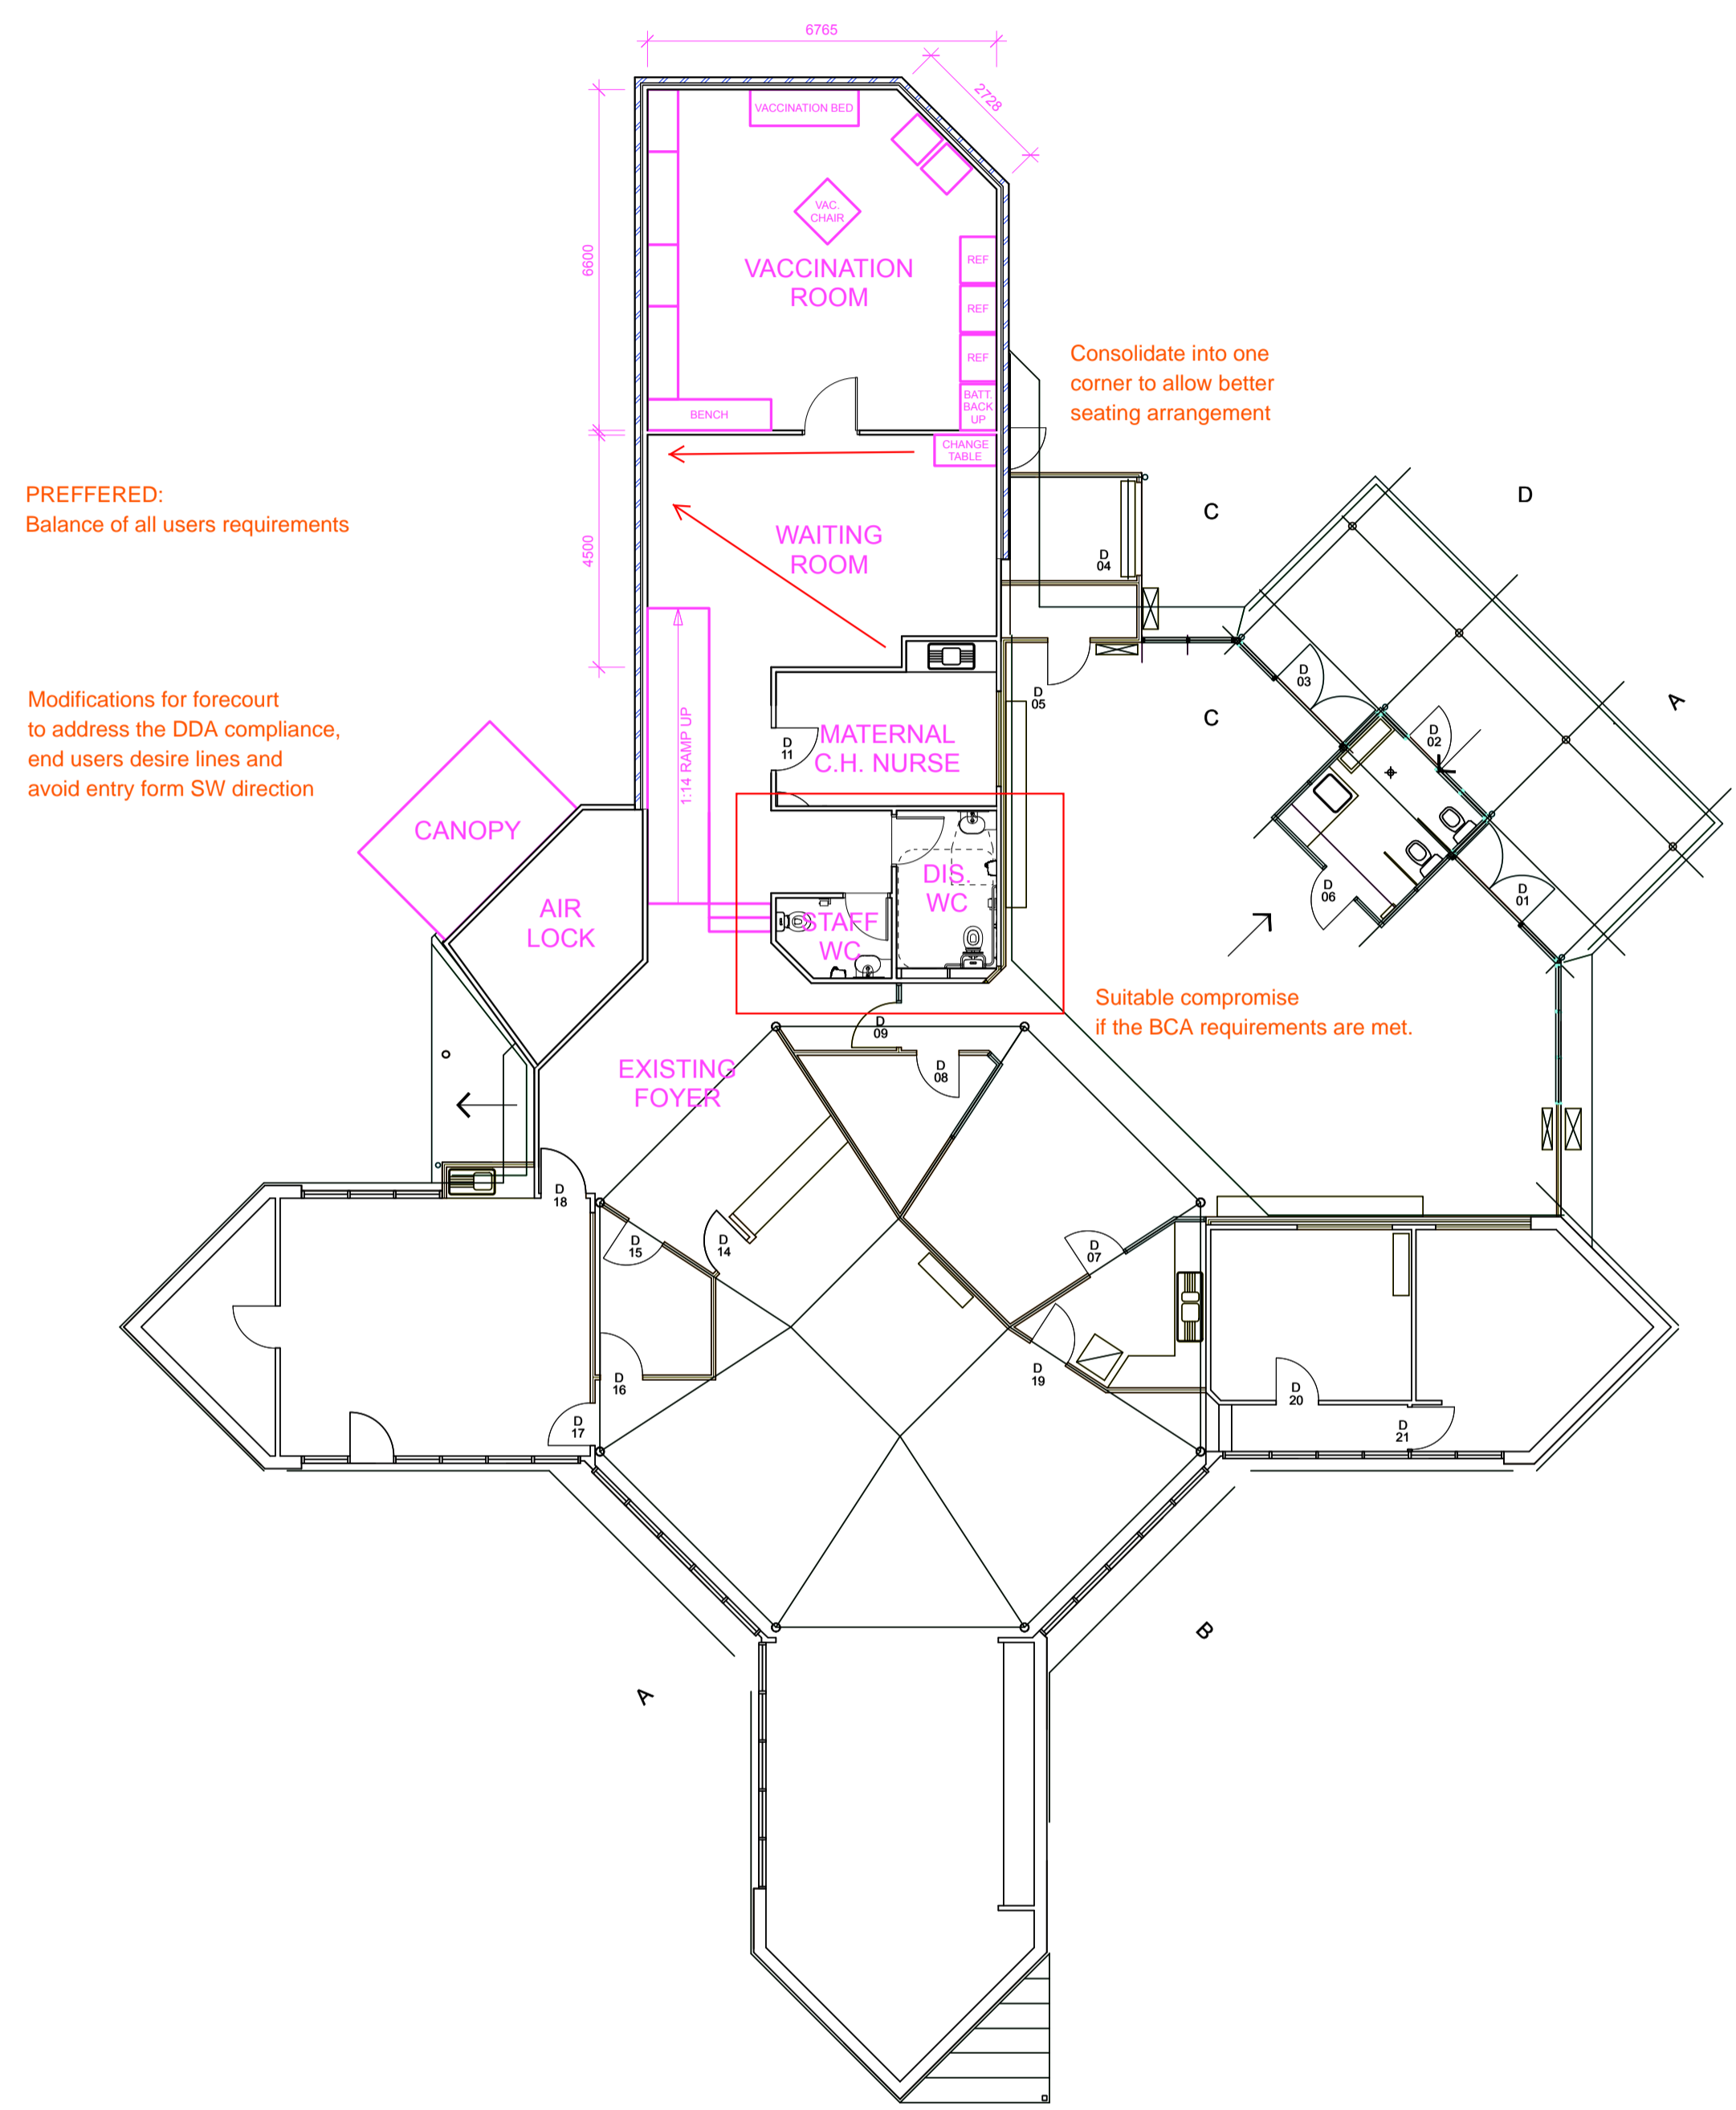 6765
2728
VACCINATION BED
VAC.
CHAIR
VACCINATION
ROOM
6600
REF
REF
REF
BATT.
BACK
UP
BENCH
CHANGE
TABLE
Consolidate into one
corner to allow better
seating arrangement
PREFFERED:
Balance of all users requirements
4500
WAITING
ROOM
C
D
D
04
D
03
D
05
C
A
D
02
Modifications for forecourt
to address the DDA compliance,
end users desire lines and
avoid entry form SW direction
1:14 RAMP UP
D
11
MATERNAL
C.H. NURSE
CANOPY
AIR
LOCK
DIS.
WC
STAFF
WC
D
06
D
01
Suitable compromise
if the BCA requirements are met.
D
09
D
08
EXISTING
FOYER
D
18
D
15
D
14
D
07
D
16
D
19
D
17
D
20
D
21
A
B